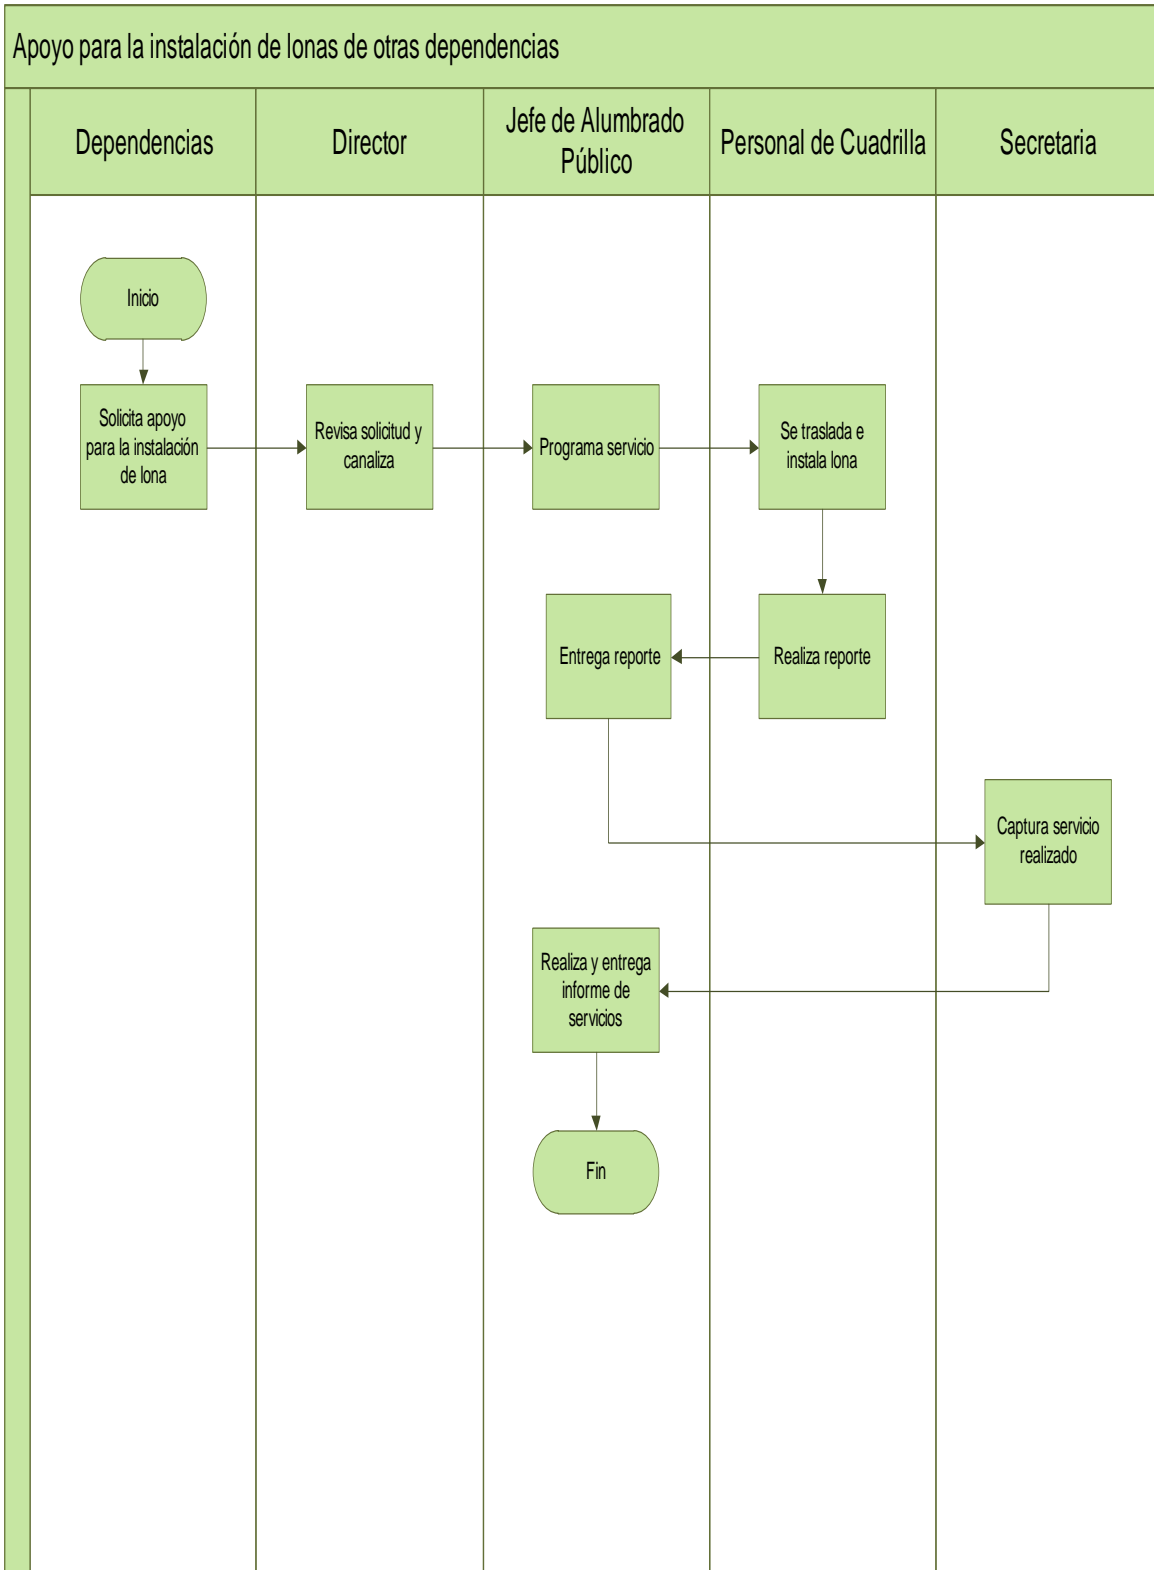 Apoyo para la instalación de lonas de otras dependencias
Dependencias
Director
Jefe de Alumbrado
Público
Personal de Cuadrilla
Secretaria
Inicio
Solicita apoyo
para la instalación
de lona
Revisa solicitud y
canaliza
Programa servicio
Se traslada e
instala lona
Entrega reporte
Realiza reporte
Captura servicio
realizado
Realiza y entrega
informe de
servicios
Fin